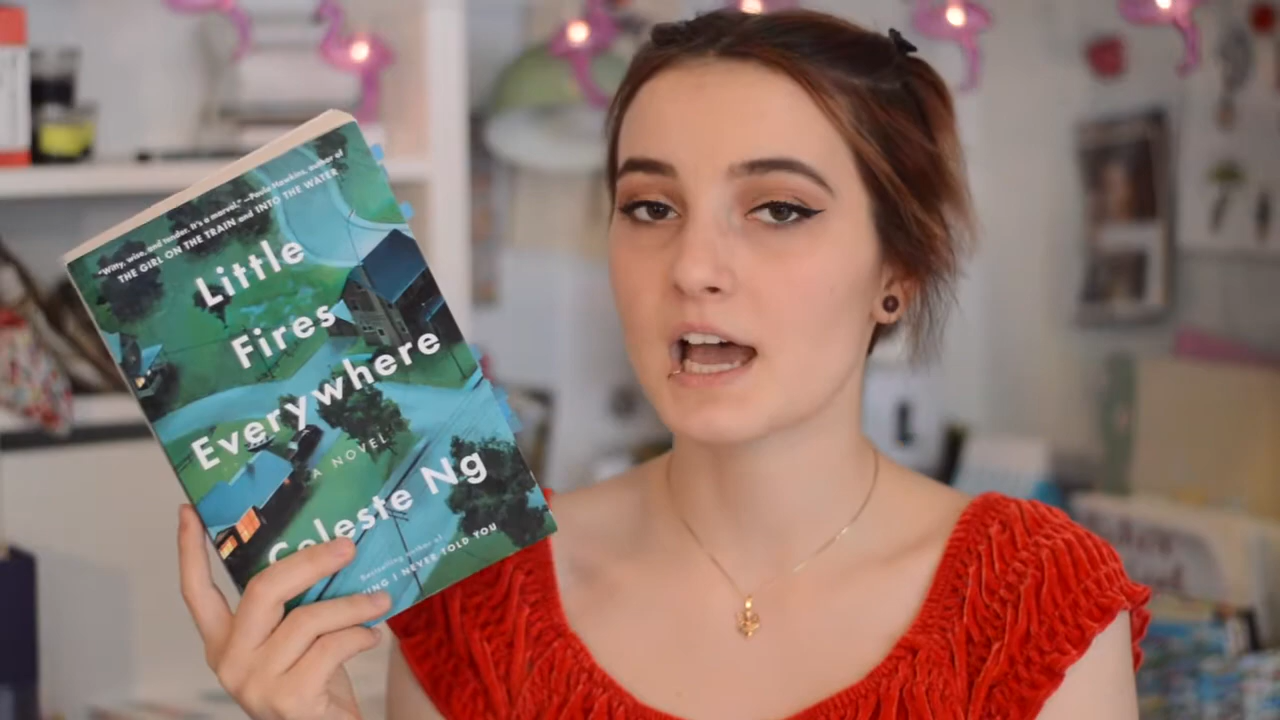 "Witty, wise, and tender. It's a marvel." —Paula Hawkins, author of
THE GIRL ON THE TRAIN and INTO THE WATER
Little
Fires
Everywhere
A NOVEL
Celeste Ng
Bestselling author of
I NEVER TOLD YOU